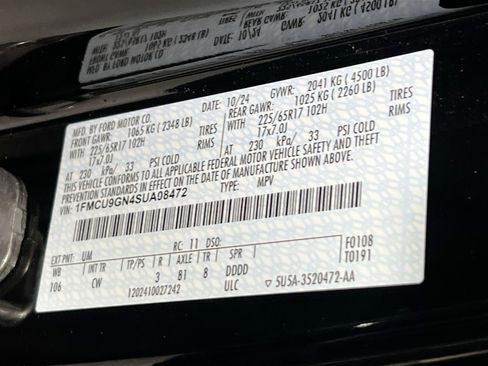 MFD. BY FORD MOTOR CO.
DATE: 10/24 GVWR: 2041 KG ( 4500 LB)
FRONT GAWR: 1065 KG ( 2348 LB) REAR GAWR: 1025 KG ( 2260 LB)
WITH 225/65R17 102H TIRES WITH 225/65R17 102H TIRES
17x7.0J RIMS 17x7.0J RIMS
AT 230 kPa/ 33 PSI COLD AT 230 kPa/ 33 PSI COLD
THIS VEHICLE CONFORMS TO ALL APPLICABLE FEDERAL MOTOR VEHICLE SAFETY AND THEFT
PREVENTION STANDARDS IN EFFECT ON THE DATE OF MANUFACTURE SHOWN ABOVE.
VIN: 1FMCU9GN4SUA08472 TYPE: MPV
EXT PNT: UM RC: 11 DSO: F0108
WB INT TR TP/PS R AXLE TR SPR T0191
106 CW 3 81 8 DDDD
1202410027242 ULC 5U5A-3520472-AA